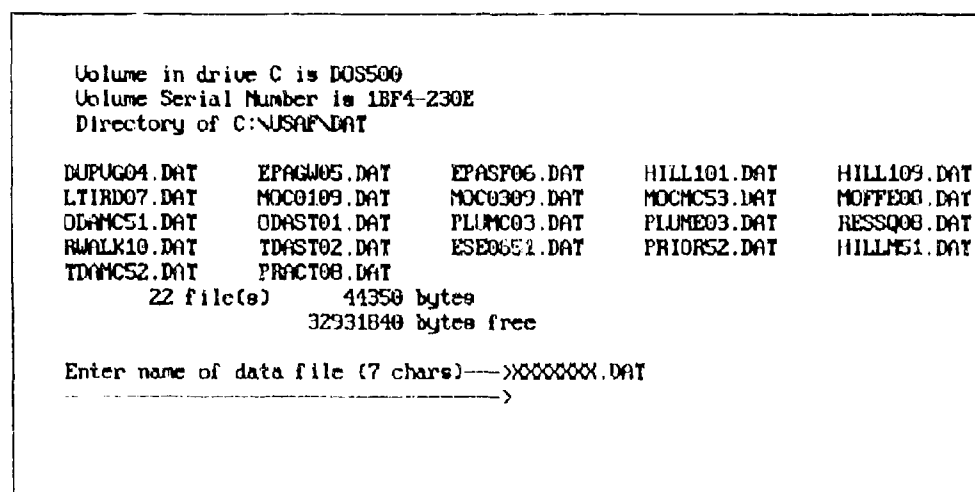 Volume in drive C is DOS500
Volume Serial Number is 1BF4-230E
Directory of C:\USAF\DAT
DUPUG04.DAT EPAGW05.DAT EPASF06.DAT HILL101.DAT HILL109.DAT
LTIRD07.DAT MOC0109.DAT MOC0309.DAT MOCMC53.DAT MOFFE08.DAT
ODAMC51.DAT ODAST01.DAT PLUMC03.DAT PLUME03.DAT RESSQ08.DAT
RWALK10.DAT TDAST02.DAT ESE0651.DAT PRIOR52.DAT HILLM51.DAT
TDAMC52.DAT PRACT08.DAT
22 file(s) 44350 bytes
32931840 bytes free
Enter name of data file (7 chars)--->XXXXXXX.DAT
--------------------------------->